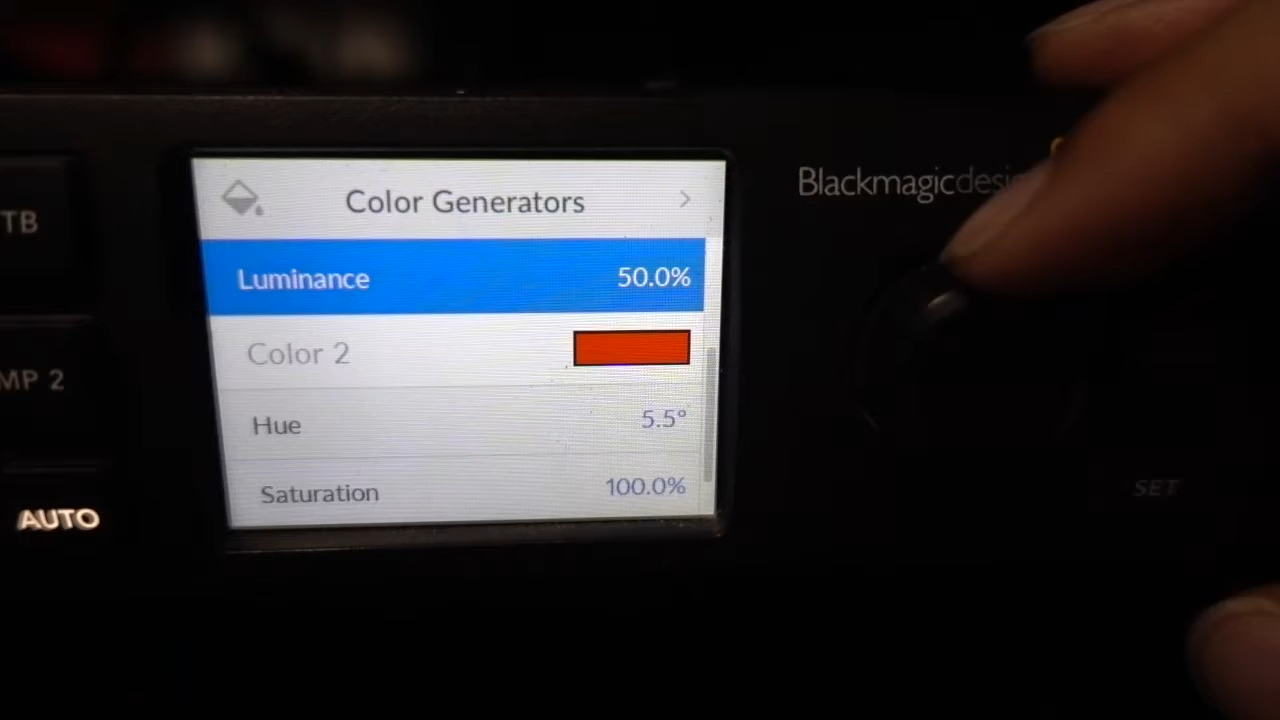 Color Generators
Luminance 50.0%
Color 2
Hue 5.5°
Saturation 100.0%
TB
MP 2
AUTO
Blackmagicdesi
SET